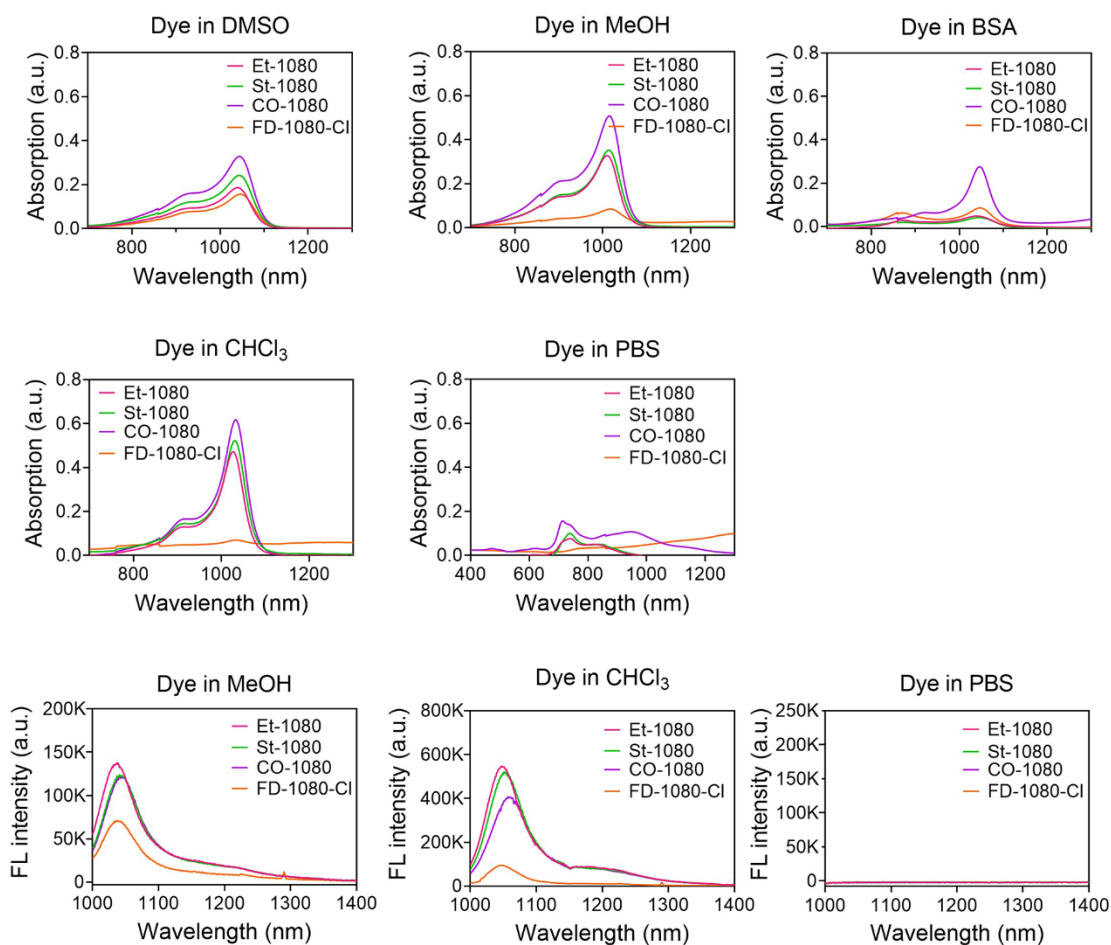 Dye in DMSO
Absorption (a.u.)
0.8
0.6
0.4
0.2
0.0
Et-1080
St-1080
CO-1080
FD-1080-Cl
800 1000 1200
Wavelength (nm)
Dye in MeOH
Absorption (a.u.)
0.8
0.6
0.4
0.2
0.0
Et-1080
St-1080
CO-1080
FD-1080-Cl
800 1000 1200
Wavelength (nm)
Dye in BSA
Absorption (a.u.)
0.8
0.6
0.4
0.2
0.0
Et-1080
St-1080
CO-1080
FD-1080-Cl
800 1000 1200
Wavelength (nm)
Dye in CHCl3
Absorption (a.u.)
0.8
0.6
0.4
0.2
0.0
Et-1080
St-1080
CO-1080
FD-1080-Cl
800 1000 1200
Wavelength (nm)
Dye in PBS
Absorption (a.u.)
0.8
0.6
0.4
0.2
0.0
Et-1080
St-1080
CO-1080
FD-1080-Cl
400 600 800 1000 1200
Wavelength (nm)
Dye in MeOH
FL intensity (a.u.)
200K
150K
100K
50K
0
Et-1080
St-1080
CO-1080
FD-1080-Cl
1000 1100 1200 1300 1400
Wavelength (nm)
Dye in CHCl3
FL intensity (a.u.)
800K
600K
400K
200K
0
Et-1080
St-1080
CO-1080
FD-1080-Cl
1000 1100 1200 1300 1400
Wavelength (nm)
Dye in PBS
FL intensity (a.u.)
250K
200K
150K
100K
50K
0
Et-1080
St-1080
CO-1080
FD-1080-Cl
1000 1100 1200 1300 1400
Wavelength (nm)